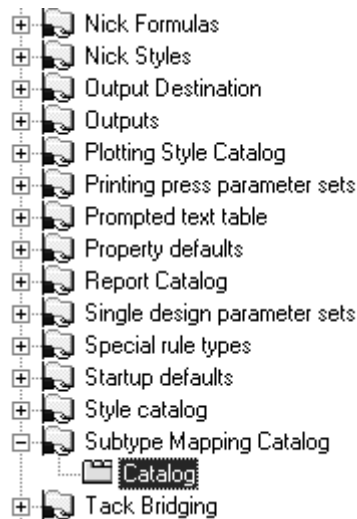 Nick Formulas
Nick Styles
Output Destination
Outputs
Plotting Style Catalog
Printing press parameter sets
Prompted text table
Property defaults
Report Catalog
Single design parameter sets
Special rule types
Startup defaults
Style catalog
Subtype Mapping Catalog
Catalog
Tack Bridging